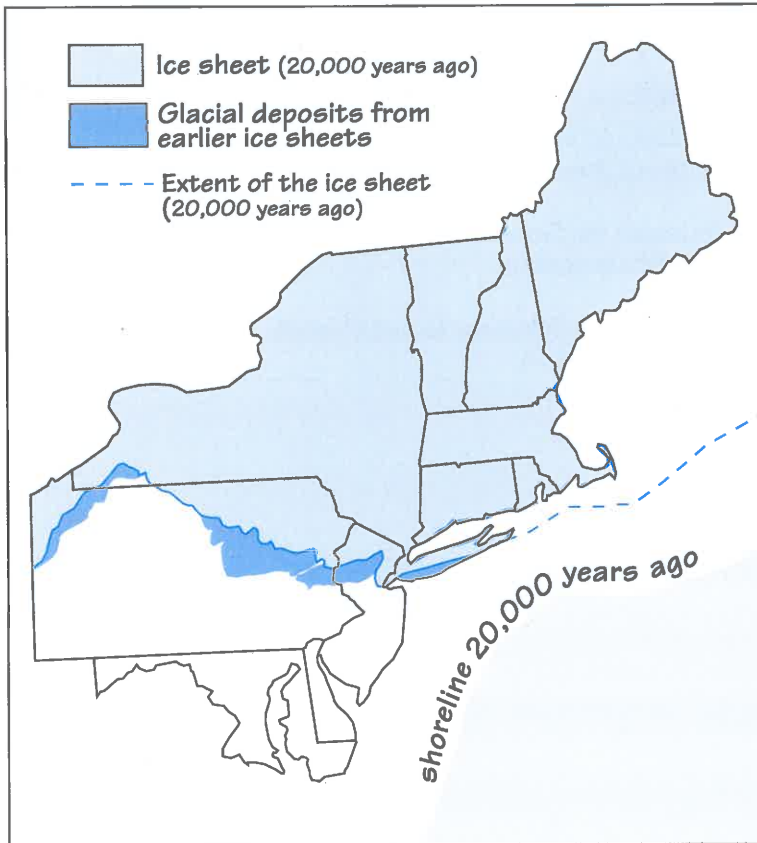 Ice sheet (20,000 years ago)
Glacial deposits from
earlier ice sheets
Extent of the ice sheet
(20,000 years ago)
shoreline 20,000 years ago